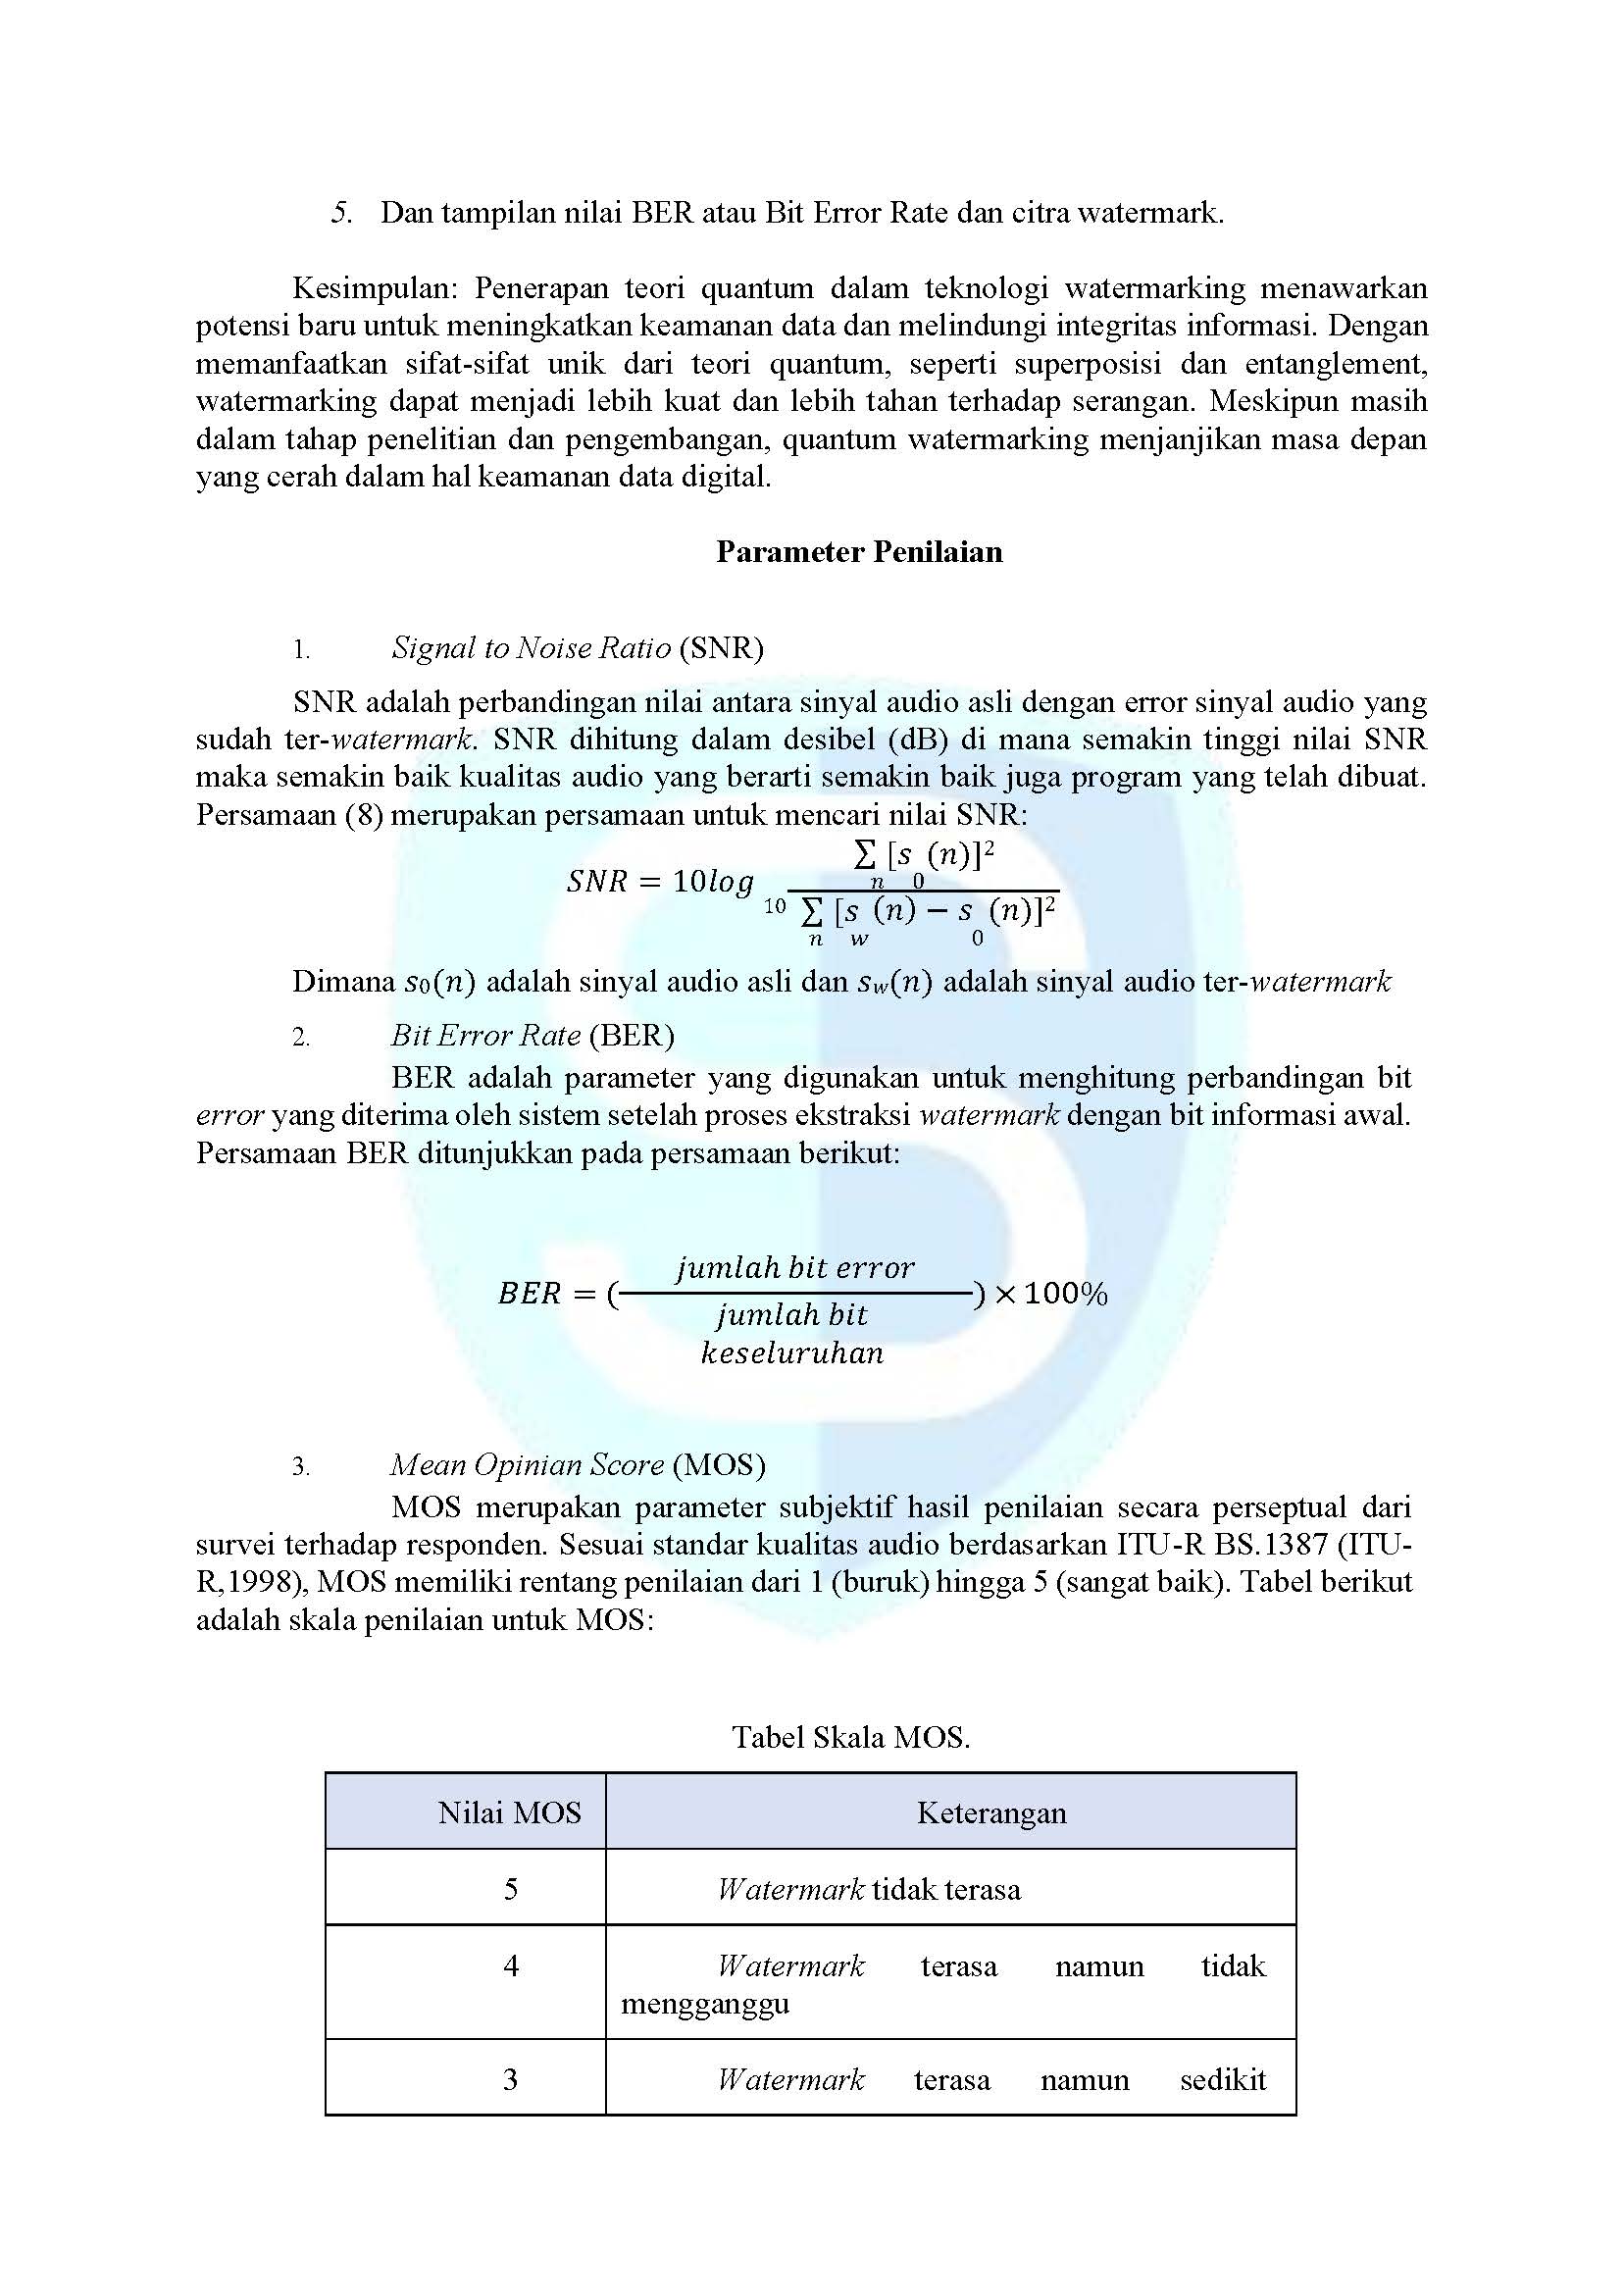 5. Dan tampilan nilai BER atau Bit Error Rate dan citra watermark.
Kesimpulan: Penerapan teori quantum dalam teknologi watermarking menawarkan
potensi baru untuk meningkatkan keamanan data dan melindungi integritas informasi. Dengan
memanfaatkan sifat-sifat unik dari teori quantum, seperti superposisi dan entanglement,
watermarking dapat menjadi lebih kuat dan lebih tahan terhadap serangan. Meskipun masih
dalam tahap penelitian dan pengembangan, quantum watermarking menjanjikan masa depan
yang cerah dalam hal keamanan data digital.
Parameter Penilaian
1. Signal to Noise Ratio (SNR)
SNR adalah perbandingan nilai antara sinyal audio asli dengan error sinyal audio yang
sudah ter-watermark. SNR dihitung dalam desibel (dB) di mana semakin tinggi nilai SNR
maka semakin baik kualitas audio yang berarti semakin baik juga program yang telah dibuat.
Persamaan (8) merupakan persamaan untuk mencari nilai SNR:
∑ [s (n)]²
SNR = 10log n 0
10 ∑ [s (n) − s (n)]²
n w 0
Dimana s₀(n) adalah sinyal audio asli dan sw(n) adalah sinyal audio ter-watermark
2. Bit Error Rate (BER)
BER adalah parameter yang digunakan untuk menghitung perbandingan bit
error yang diterima oleh sistem setelah proses ekstraksi watermark dengan bit informasi awal.
Persamaan BER ditunjukkan pada persamaan berikut:
jumlah bit error
BER = ( ) × 100%
jumlah bit
keseluruhan
3. Mean Opinian Score (MOS)
MOS merupakan parameter subjektif hasil penilaian secara perseptual dari
survei terhadap responden. Sesuai standar kualitas audio berdasarkan ITU-R BS.1387 (ITU-
R,1998), MOS memiliki rentang penilaian dari 1 (buruk) hingga 5 (sangat baik). Tabel berikut
adalah skala penilaian untuk MOS:
Tabel Skala MOS.
Nilai MOS Keterangan
5 Watermark tidak terasa
4 Watermark terasa namun tidak
mengganggu
3 Watermark terasa namun sedikit